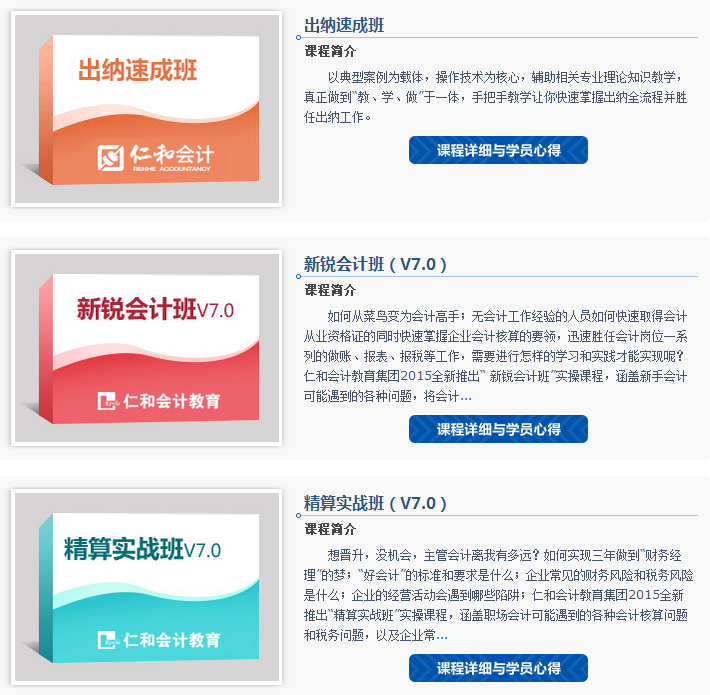 出纳速成班
仁和会计
RENHE ACCOUNTANCY
出纳速成班
课程简介
以典型案例为载体，操作技术为核心，辅助相关专业理论知识教学，
真正做到“教、学、做”于一体，手把手教学让你快速掌握出纳全流程并胜
任出纳工作。
课程详细与学员心得
新锐会计班V7.0
仁和会计教育
新锐会计班（V7.0）
课程简介
如何从菜鸟变为会计高手；无会计工作经验的人员如何快速取得会计
从业资格证的同时快速掌握企业会计核算的要领，迅速胜任会计岗位一系
列的做账、报表、报税等工作，需要进行怎样的学习和实践才能实现呢？
仁和会计教育集团2015全新推出“ 新锐会计班”实操课程，涵盖新手会计
可能遇到的各种问题，将会计...
课程详细与学员心得
精算实战班V7.0
仁和会计教育
精算实战班（V7.0）
课程简介
想晋升，没机会，主管会计离我有多远？如何实现三年做到“财务经
理”的梦；“好会计”的标准和要求是什么；企业常见的财务风险和税务风险
是什么；企业的经营活动会遇到哪些陷阱；仁和会计教育集团2015全新
推出“精算实战班”实操课程，涵盖职场会计可能遇到的各种会计核算问题
和税务问题，以及企业常...
课程详细与学员心得